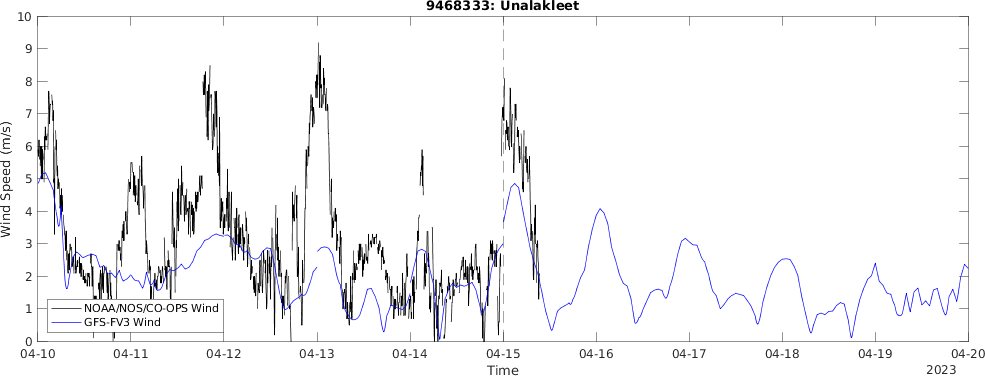 9468333: Unalakleet
10
9
8
7
6
5
4
3
2
1
0
Wind Speed (m/s)
NOAA/NOS/CO-OPS Wind
GFS-FV3 Wind
04-10 04-11 04-12 04-13 04-14 04-15 04-16 04-17 04-18 04-19 04-20
Time
2023